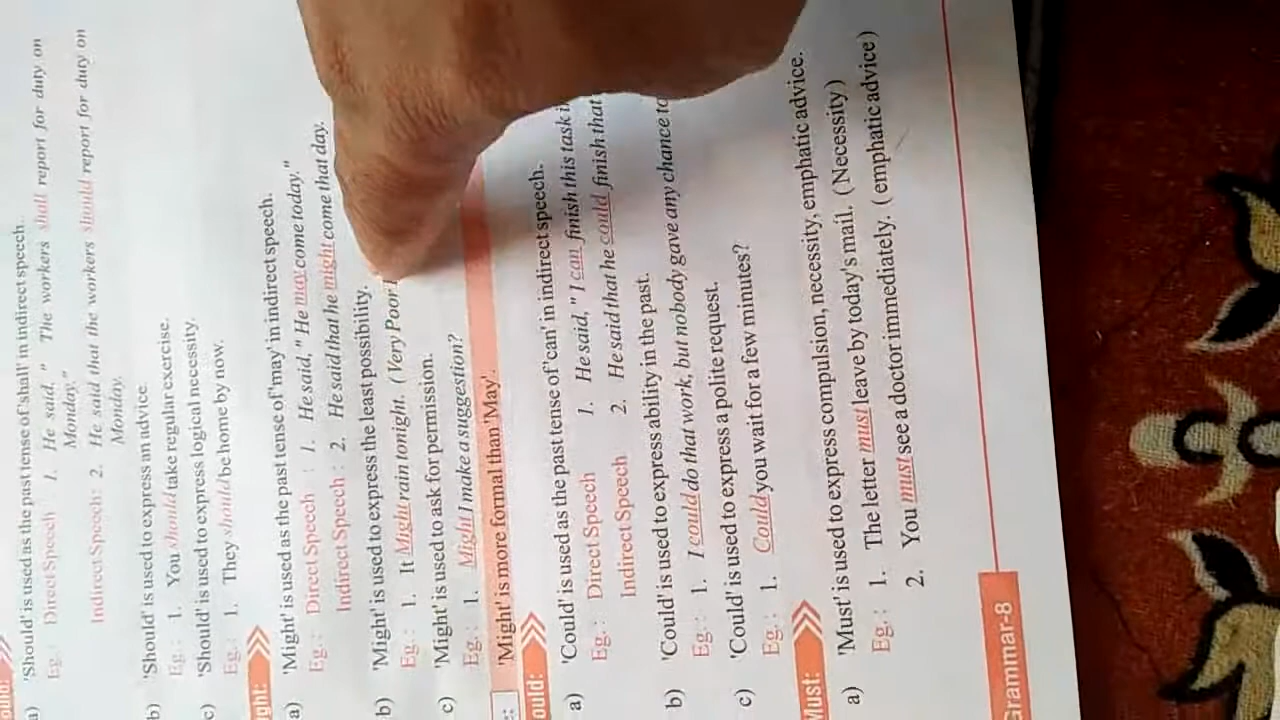 a) 'Should' is used as the past tense of 'shall' in indirect speech.
Eg.: Direct Speech : 1. He said, " The workers shall report for duty on
Monday."
Indirect Speech: 2. He said that the workers should report for duty on
Monday.
b) 'Should' is used to express an advice.
Eg.: 1. You should take regular exercise.
c) 'Should' is used to express logical necessity.
Eg.: 1. They should be home by now.
ght:
a) 'Might' is used as the past tense of 'may' in indirect speech.
Eg.: Direct Speech : 1. He said, " He may come today."
Indirect Speech : 2. He said that he might come that day.
b) 'Might' is used to express the least possibility.
Eg.: 1. It Might rain tonight. (Very Poor
c) 'Might' is used to ask for permission.
Eg.: 1. Might I make a suggestion?
'Might' is more formal than 'May'.
ould:
a) 'Could' is used as the past tense of 'can' in indirect speech.
Eg.: Direct Speech 1. He said, " I can finish this task
Indirect Speech 2. He said that he could finish that
b) 'Could' is used to express ability in the past.
Eg.: 1. I could do that work, but nobody gave any chance to
c) 'Could' is used to express a polite request.
Eg.: 1. Could you wait for a few minutes?
Must:
a) 'Must' is used to express compulsion, necessity, emphatic advice.
Eg.: 1. The letter must leave by today's mail. (Necessity)
2. You must see a doctor immediately. (emphatic advice)
Grammar-8